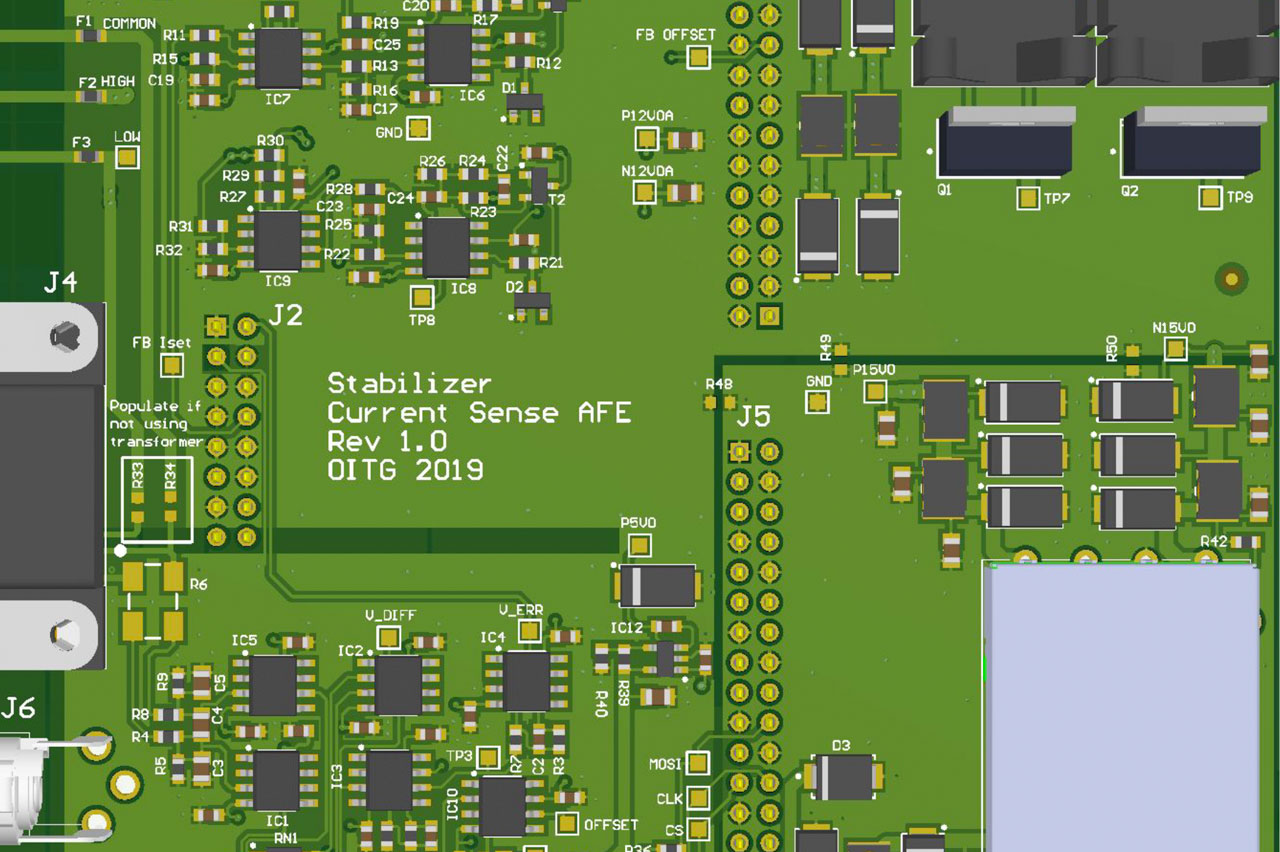 C20
R17
R19
F1 COMMON
R11
C25
FB OFFSET
R15
R13
R12
F2 HIGH
C19
R16
D1
IC7
IC6
C17
P12V0A
GND
F3
LOW
R30
R26
R24
C22
R29
N12V0A
R28
R27
C24
T2
Q1
TP7
Q2
TP9
C23
R23
R31
R25
R32
R22
R21
IC9
IC8
D2
J4
TP8
J2
FB Iset
R49
R50
N15V0
P15V0
GND
R48
Stabilizer
Current Sense AFE
Rev 1.0
OITG 2019
Populate if
not using
transformer
J5
R33
R34
P5V0
R42
R6
V_DIFF
V_ERR
IC5
IC2
IC4
IC12
R9
C5
R40
R39
J6
R8
C4
R4
D3
TP3
R5
C3
IC3
R7
C2
R3
MOSI
IC10
CLK
IC1
OFFSET
CS
RN1
R36